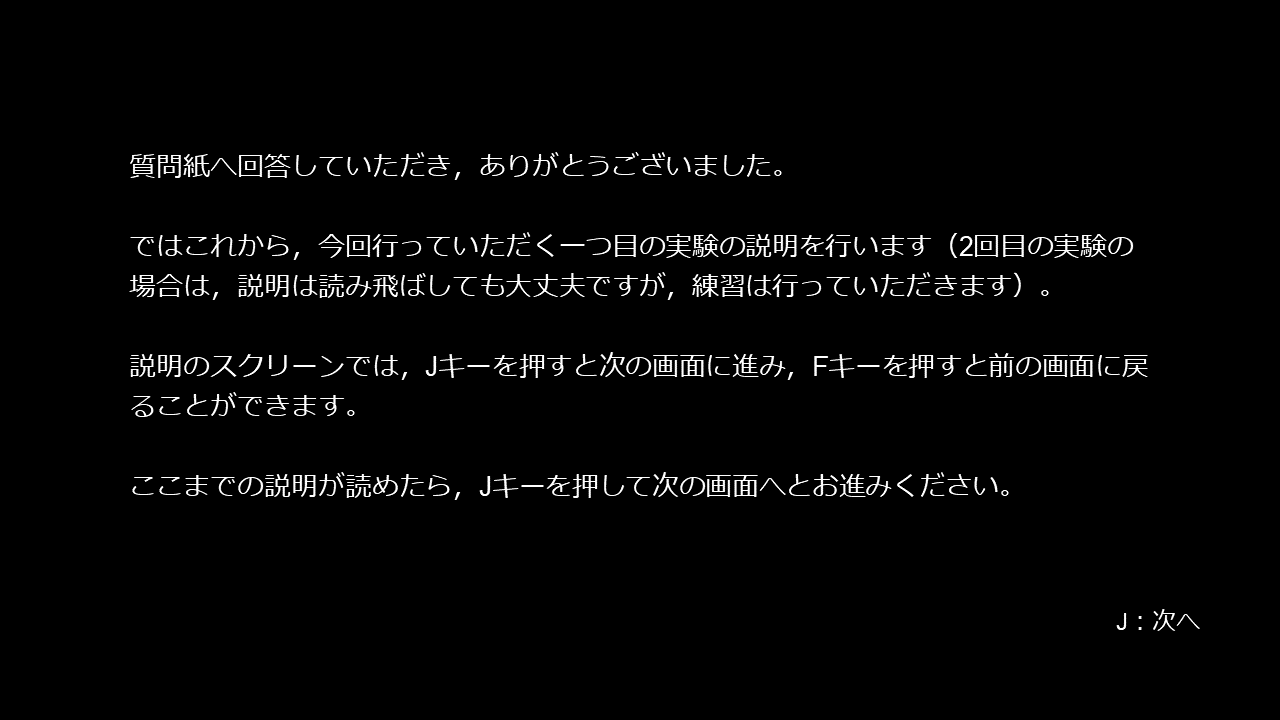 質問紙へ回答していただき，ありがとうございました。
ではこれから，今回行っていただく一つ目の実験の説明を行います（2回目の実験の
場合は，説明は読み飛ばしても大丈夫ですが，練習は行っていただきます）。
説明のスクリーンでは，Jキーを押すと次の画面に進み，Fキーを押すと前の画面に戻
ることができます。
ここまでの説明が読めたら，Jキーを押して次の画面へとお進みください。
J：次へ